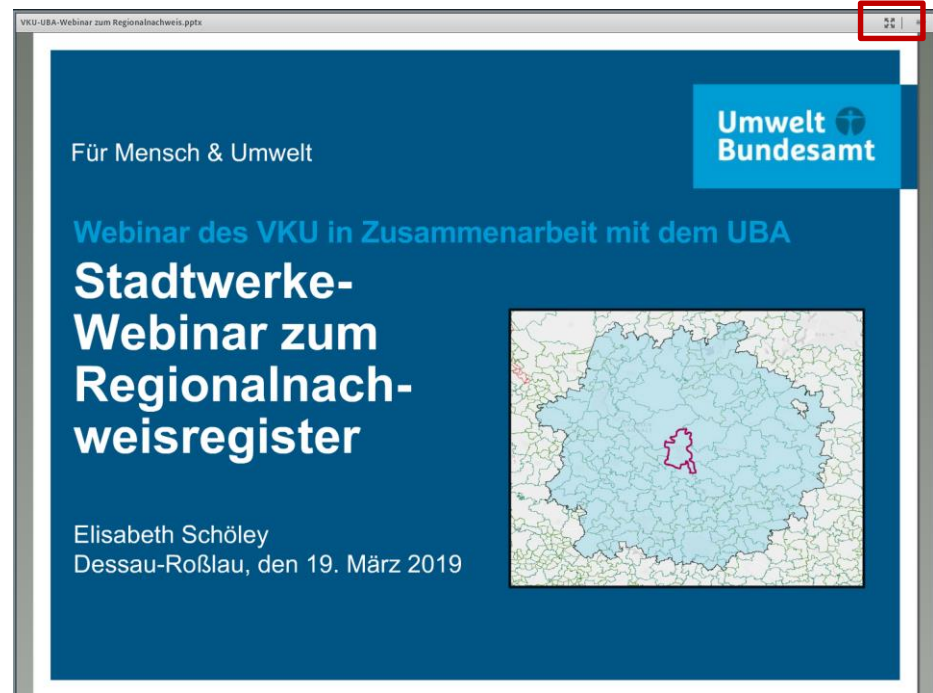 VKU-UBA-Webinar zum Regionalnachweis.pptx
Umwelt
Bundesamt
Für Mensch & Umwelt
Webinar des VKU in Zusammenarbeit mit dem UBA
Stadtwerke-
Webinar zum
Regionalnach-
weisregister
Elisabeth Schöley
Dessau-Roßlau, den 19. März 2019